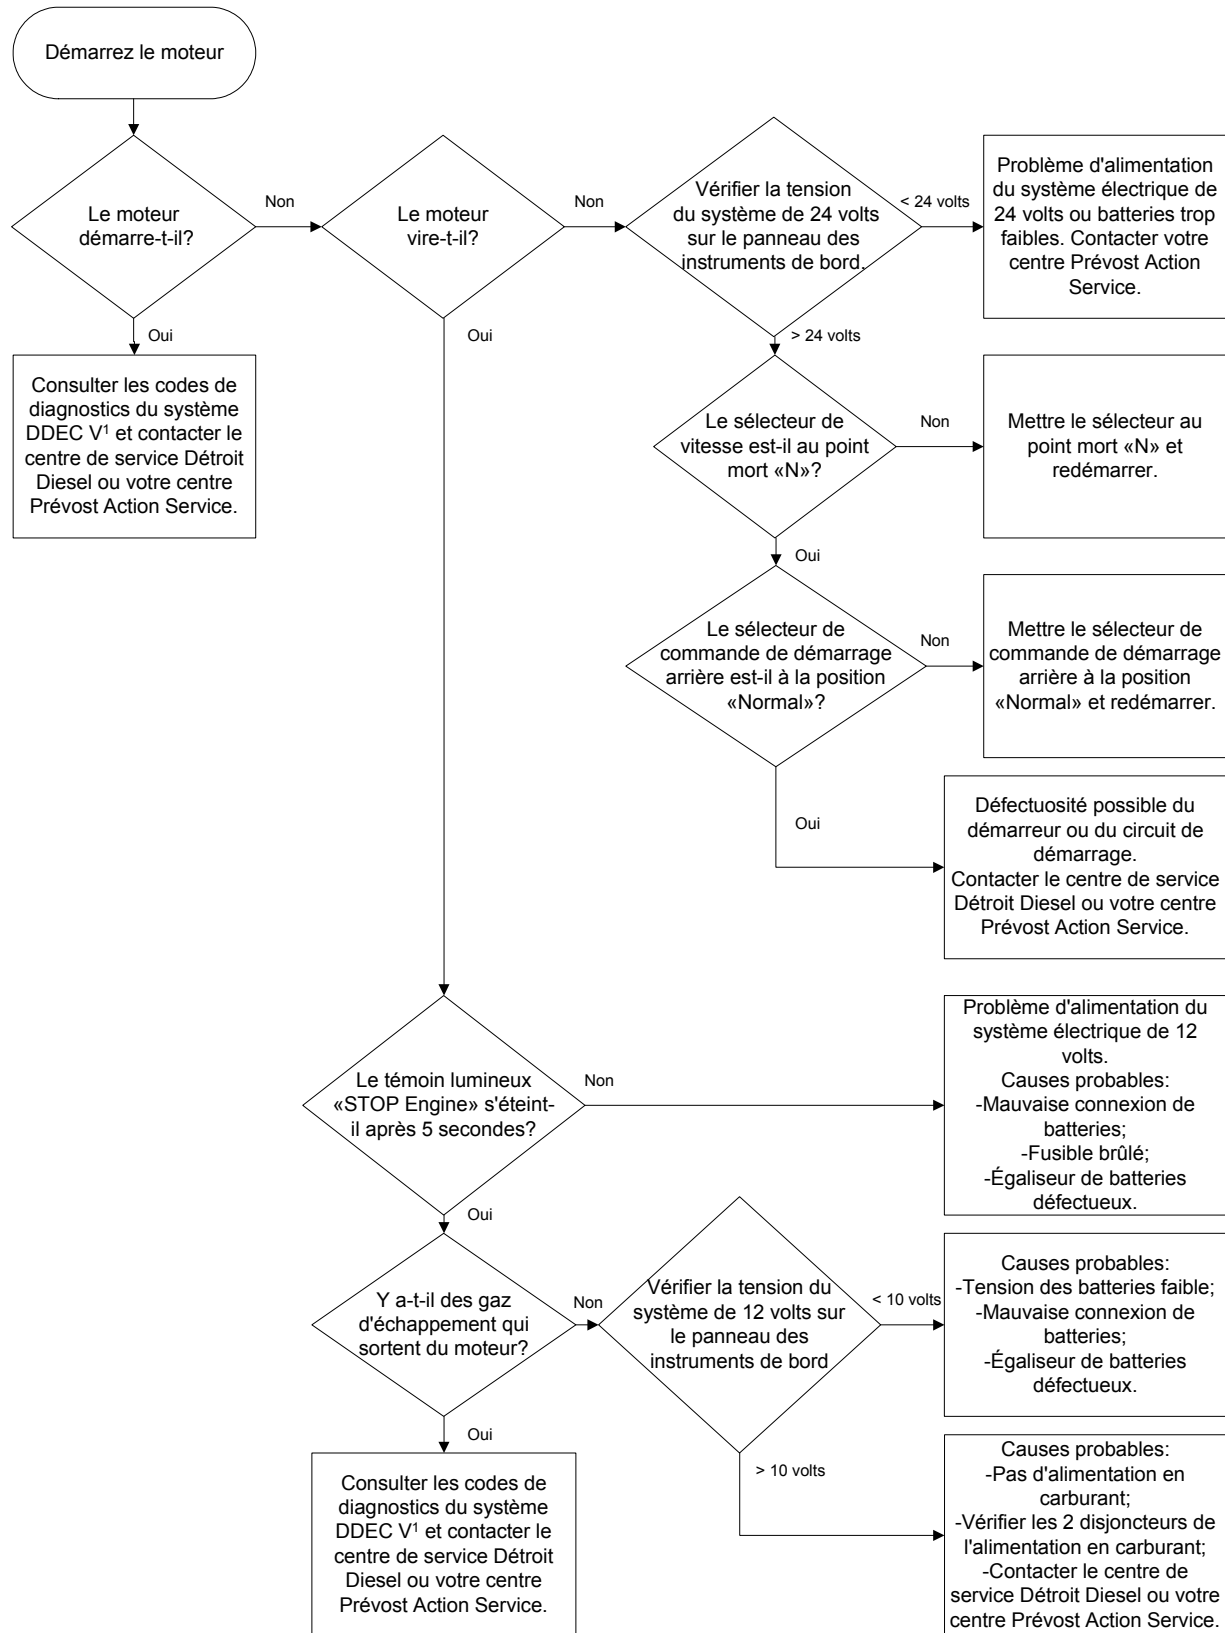 Démarrez le moteur
Le moteur
démarre-t-il?
Non
Le moteur
vire-t-il?
Non
Vérifier la tension
du système de 24 volts
sur le panneau des
instruments de bord.
< 24 volts
Problème d'alimentation
du système électrique de
24 volts ou batteries trop
faibles. Contacter votre
centre Prévost Action
Service.
Oui
Oui
> 24 volts
Consulter les codes de
diagnostics du système
DDEC V¹ et contacter le
centre de service Détroit
Diesel ou votre centre
Prévost Action Service.
Le sélecteur de
vitesse est-il au point
mort «N»?
Non
Mettre le sélecteur au
point mort «N» et
redémarrer.
Oui
Le sélecteur de
commande de démarrage
arrière est-il à la position
«Normal»?
Non
Mettre le sélecteur de
commande de démarrage
arrière à la position
«Normal» et redémarrer.
Oui
Défectuosité possible du
démarreur ou du circuit de
démarrage.
Contacter le centre de service
Détroit Diesel ou votre centre
Prévost Action Service.
Le témoin lumineux
«STOP Engine» s'éteint-
il après 5 secondes?
Non
Problème d'alimentation du
système électrique de 12
volts.
Causes probables:
-Mauvaise connexion de
batteries;
-Fusible brûlé;
-Égaliseur de batteries
défectueux.
Oui
Y a-t-il des gaz
d'échappement qui
sortent du moteur?
Non
Vérifier la tension du
système de 12 volts sur
le panneau des
instruments de bord
< 10 volts
Causes probables:
-Tension des batteries faible;
-Mauvaise connexion de
batteries;
-Égaliseur de batteries
défectueux.
Oui
> 10 volts
Consulter les codes de
diagnostics du système
DDEC V¹ et contacter le
centre de service Détroit
Diesel ou votre centre
Prévost Action Service.
Causes probables:
-Pas d'alimentation en
carburant;
-Vérifier les 2 disjoncteurs de
l'alimentation en carburant;
-Contacter le centre de
service Détroit Diesel ou votre
centre Prévost Action Service.